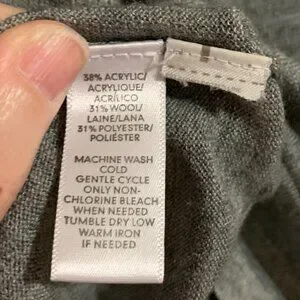 38% ACRYLIC/
ACRYLIQUE/
ACRÍLICO
31% WOOL/
LAINE/LANA
31% POLYESTER/
POLIÉSTER
MACHINE WASH
COLD
GENTLE CYCLE
ONLY NON-
CHLORINE BLEACH
WHEN NEEDED
TUMBLE DRY LOW
WARM IRON
IF NEEDED